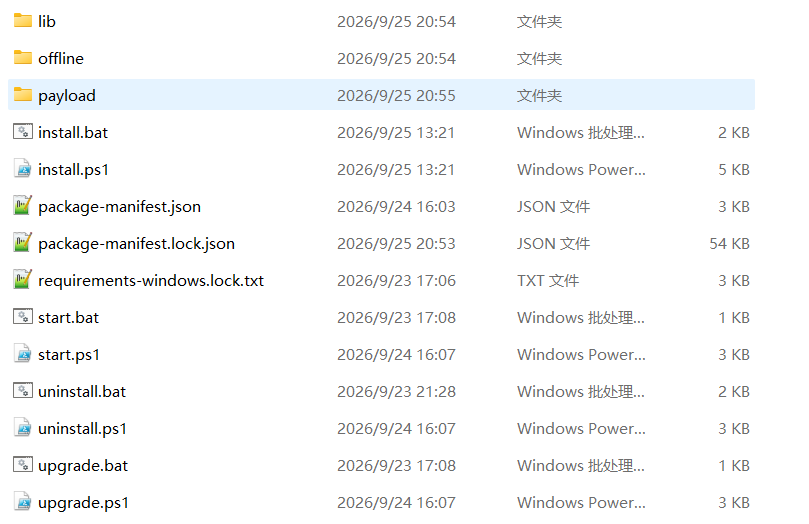 lib 2026/9/25 20:54 文件夹
offline 2026/9/25 20:54 文件夹
payload 2026/9/25 20:55 文件夹
install.bat 2026/9/25 13:21 Windows 批处理... 2 KB
install.ps1 2026/9/25 13:21 Windows Power... 5 KB
package-manifest.json 2026/9/24 16:03 JSON 文件 3 KB
package-manifest.lock.json 2026/9/25 20:53 JSON 文件 54 KB
requirements-windows.lock.txt 2026/9/23 17:06 TXT 文件 3 KB
start.bat 2026/9/23 17:08 Windows 批处理... 1 KB
start.ps1 2026/9/24 16:07 Windows Power... 3 KB
uninstall.bat 2026/9/23 21:28 Windows 批处理... 2 KB
uninstall.ps1 2026/9/24 16:07 Windows Power... 3 KB
upgrade.bat 2026/9/23 17:08 Windows 批处理... 1 KB
upgrade.ps1 2026/9/24 16:07 Windows Power... 3 KB